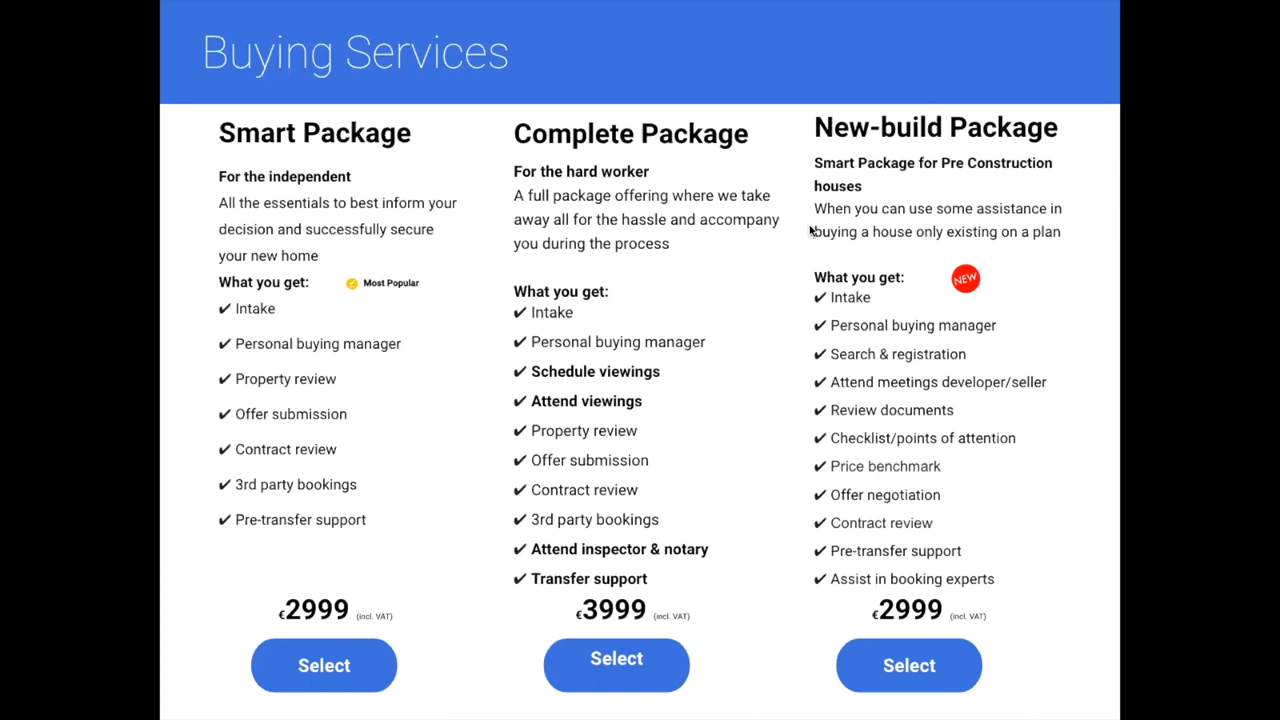 Buying Services
Smart Package
For the independent
All the essentials to best inform your
decision and successfully secure
your new home
What you get:
Most Popular
✔ Intake
✔ Personal buying manager
✔ Property review
✔ Offer submission
✔ Contract review
✔ 3rd party bookings
✔ Pre-transfer support
€2999 (incl. VAT)
Select
Complete Package
For the hard worker
A full package offering where we take
away all for the hassle and accompany
you during the process
What you get:
✔ Intake
✔ Personal buying manager
✔ Schedule viewings
✔ Attend viewings
✔ Property review
✔ Offer submission
✔ Contract review
✔ 3rd party bookings
✔ Attend inspector & notary
✔ Transfer support
€3999 (incl. VAT)
Select
New-build Package
Smart Package for Pre Construction
houses
When you can use some assistance in
buying a house only existing on a plan
What you get:
NEW
✔ Intake
✔ Personal buying manager
✔ Search & registration
✔ Attend meetings developer/seller
✔ Review documents
✔ Checklist/points of attention
✔ Price benchmark
✔ Offer negotiation
✔ Contract review
✔ Pre-transfer support
✔ Assist in booking experts
€2999 (incl. VAT)
Select